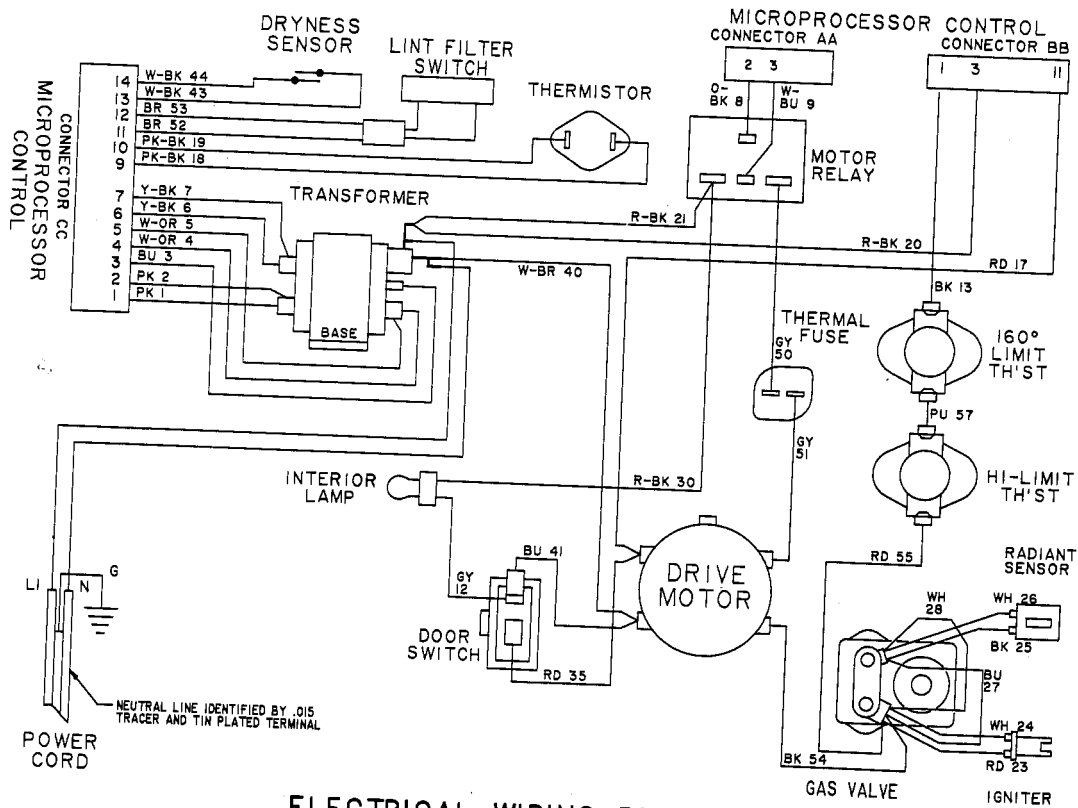 DRYNESS
SENSOR
LINT FILTER
SWITCH
THERMISTOR
MICROPROCESSOR CONTROL
CONNECTOR AA
CONNECTOR BB
2 3
1 3 11
O-
BK 8
W-
BU 9
MOTOR
RELAY
CONNECTOR CC
MICROPROCESSOR
CONTROL
14 W-BK 44
13 W-BK 43
12 BR 53
11 BR 52
10 PK-BK 19
9 PK-BK 18
7 Y-BK 7
6 Y-BK 6
5 W-OR 5
4 W-OR 4
3 BU 3
2 PK 2
1 PK 1
TRANSFORMER
BASE
R-BK 21
R-BK 20
W-BR 40
RD 17
BK 13
THERMAL
FUSE
GY
50
GY
51
160°
LIMIT
TH'ST
PU 57
HI-LIMIT
TH'ST
INTERIOR
LAMP
R-BK 30
BU 41
GY
12
DOOR
SWITCH
RD 35
DRIVE
MOTOR
RD 55
RADIANT
SENSOR
WH
28
WH 26
BK 25
BU
27
WH 24
RD 23
BK 54
GAS VALVE
IGNITER
L1 N G
NEUTRAL LINE IDENTIFIED BY .015
TRACER AND TIN PLATED TERMINAL
POWER
CORD
ELECTRICAL WIRING